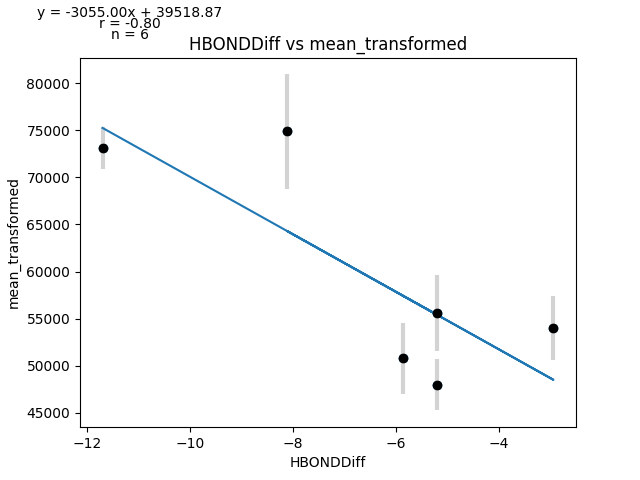 y = -3055.00x + 39518.87
r = -0.80
n = 6
HBONDDiff vs mean_transformed
80000
75000
70000
65000
60000
55000
50000
45000
mean_transformed
−12
−10
−8
−6
−4
HBONDDiff